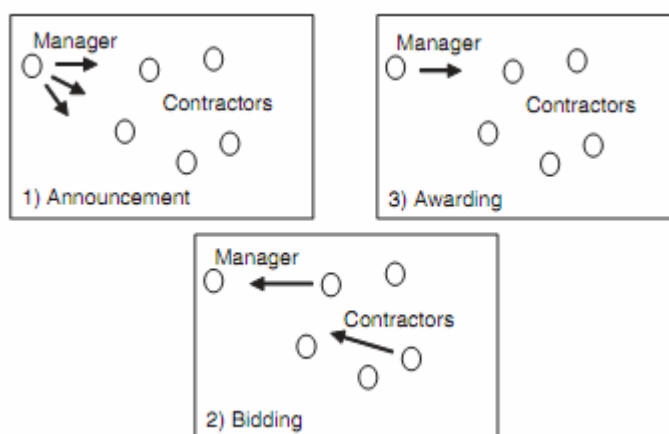 Manager
Contractors
1) Announcement
Manager
Contractors
3) Awarding
Manager
Contractors
2) Bidding